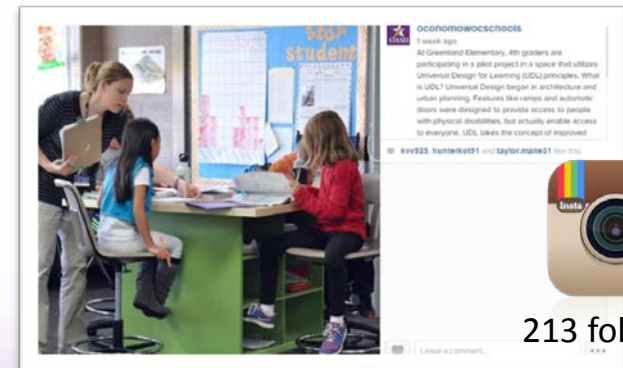 star
student
OASD
oconomowocschools
1 week ago
At Greenland Elementary, 4th graders are
participating in a pilot project in a space that utilizes
Universal Design for Learning (UDL) principles. What
is UDL? Universal Design began in architecture and
urban planning. Features like ramps and automatic
doors were designed to provide access to people
with physical disabilities, but actually enable access
to everyone. UDL takes the concept of improved
kvv925, hunterkot91 and taylor.mane31 like this.
Insta
213 fol
Leave a comment...